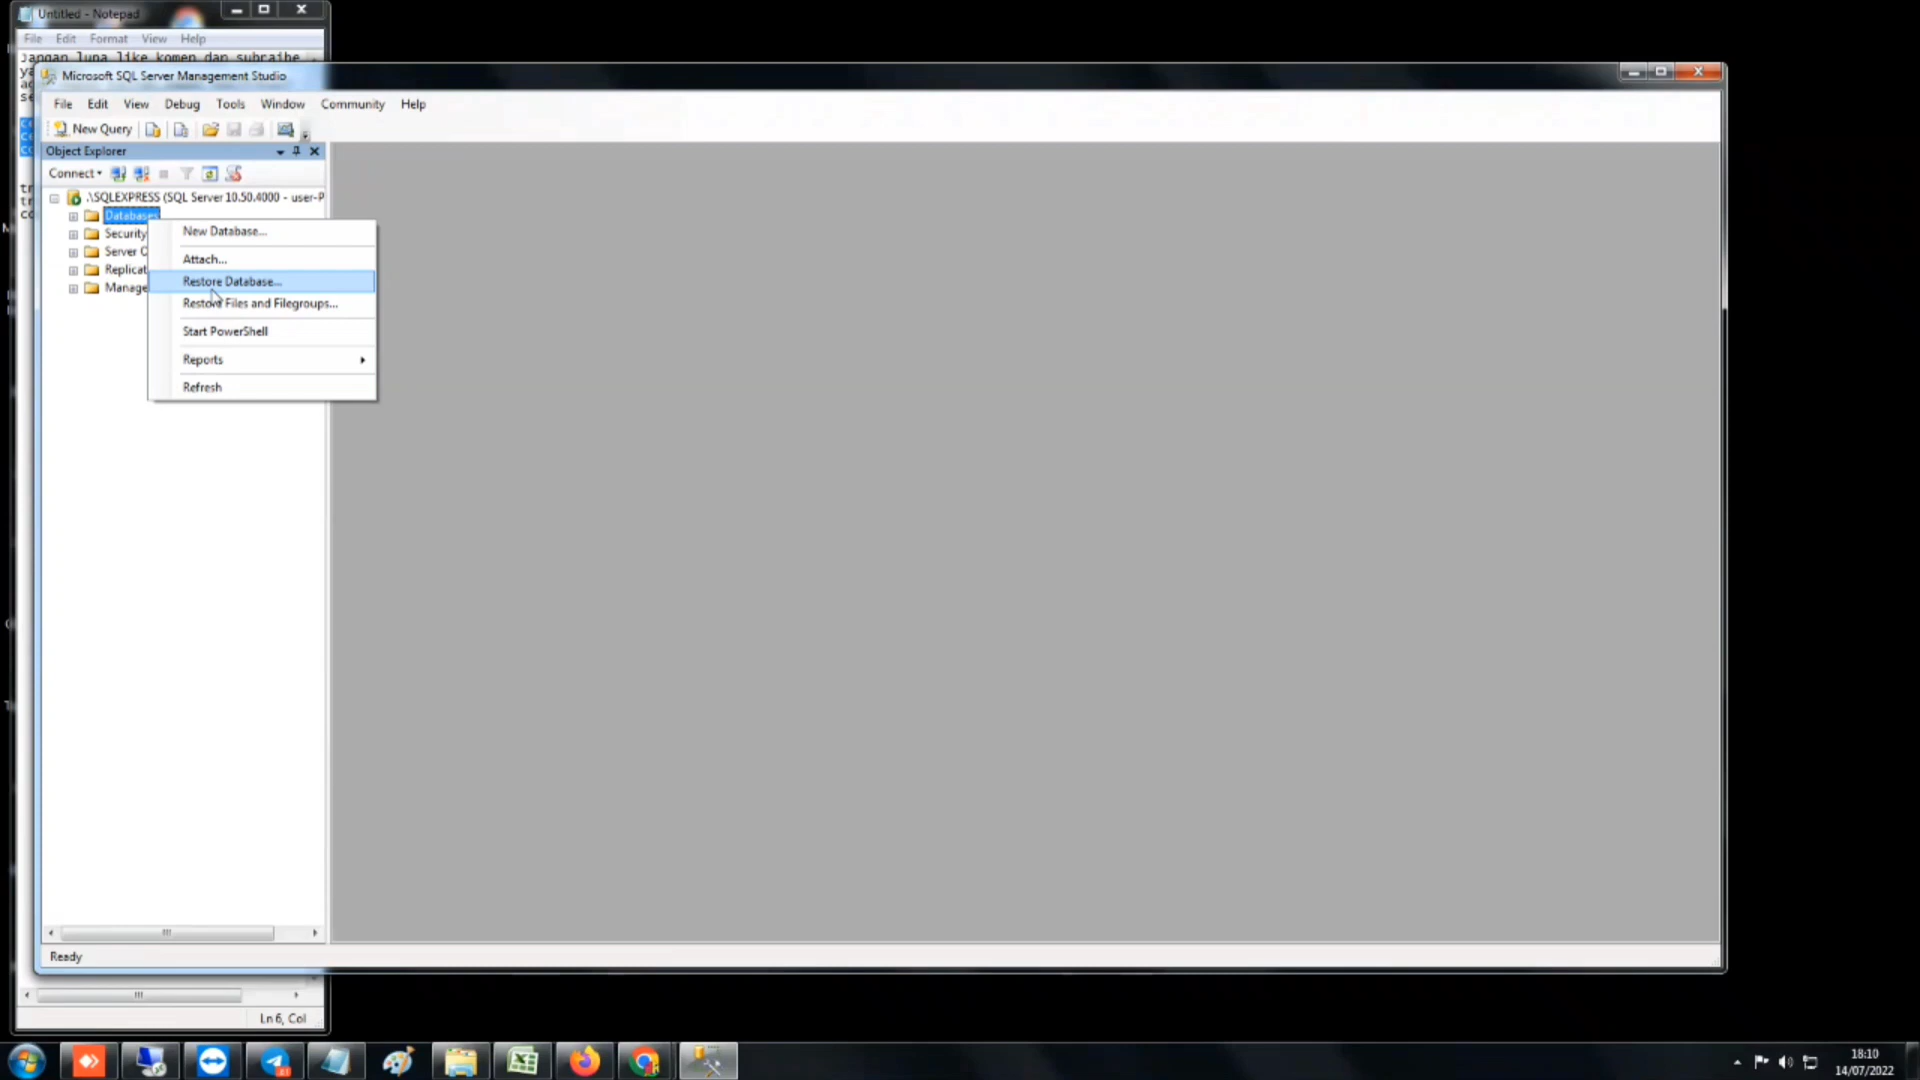 Untitled - Notepad
File Edit Format View Help
Jangan lupa like komen dan subraibe
Microsoft SQL Server Management Studio
File Edit View Debug Tools Window Community Help
New Query
Object Explorer
Connect
.\SQLEXPRESS (SQL Server 10.50.4000 - user-P
Databases
Security
Server O
Replicat
Manage
New Database...
Attach...
Restore Database...
Restore Files and Filegroups...
Start PowerShell
Reports
Refresh
Ready
Ln 6, Col
18:10
14/07/2022